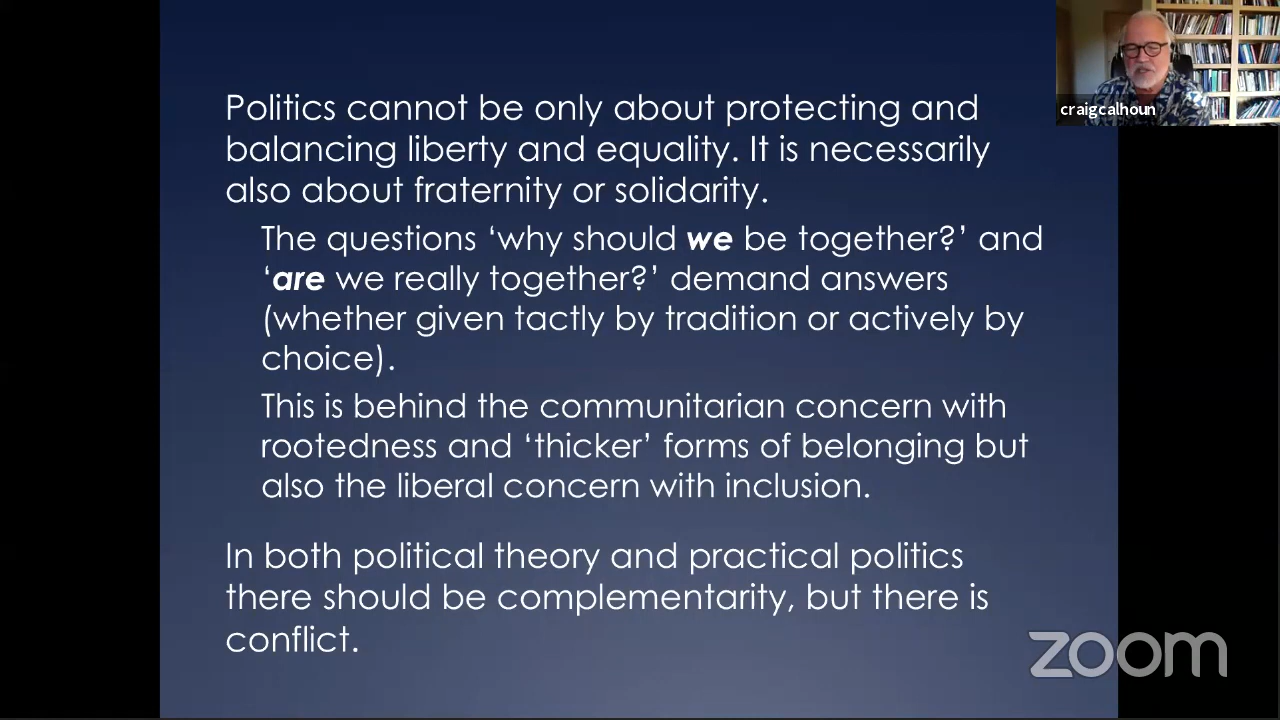 Politics cannot be only about protecting and
balancing liberty and equality. It is necessarily
also about fraternity or solidarity.
The questions ‘why should we be together?’ and
‘are we really together?’ demand answers
(whether given tactly by tradition or actively by
choice).
This is behind the communitarian concern with
rootedness and ‘thicker’ forms of belonging but
also the liberal concern with inclusion.
In both political theory and practical politics
there should be complementarity, but there is
conflict.
craigcalhoun
zoom